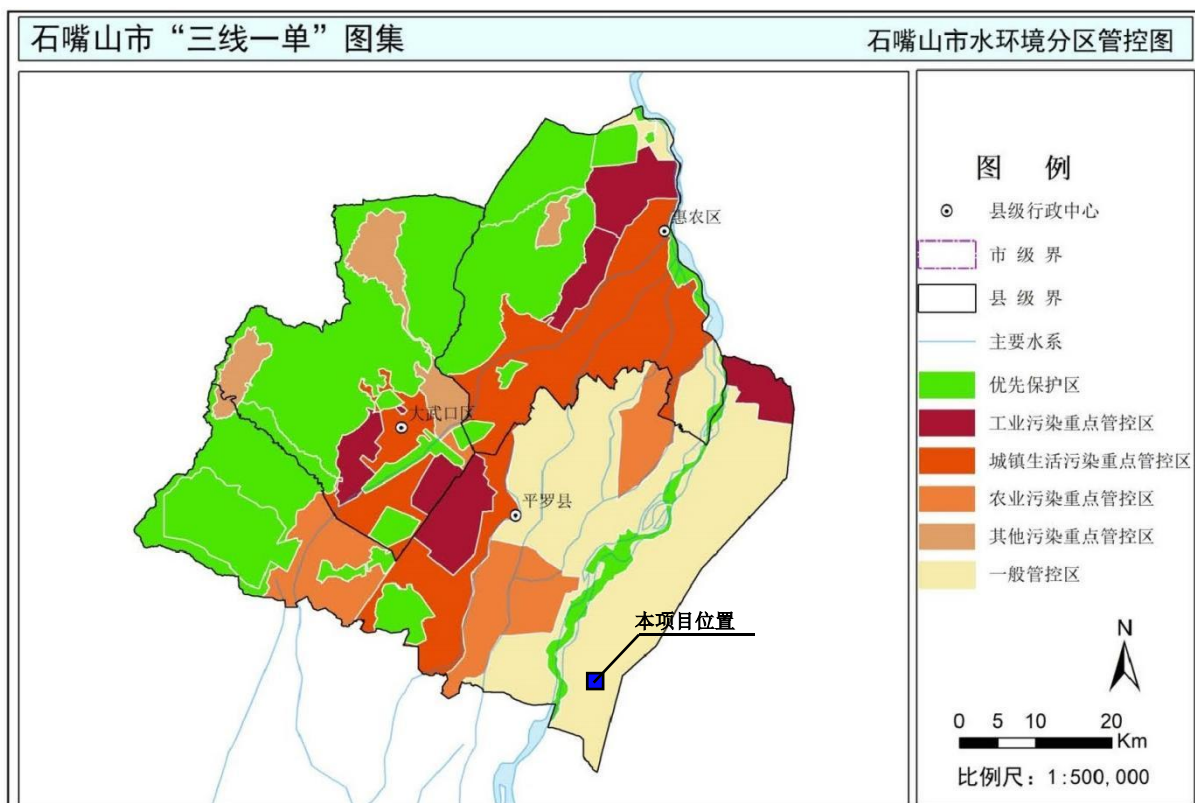 石嘴山市“三线一单”图集
石嘴山市水环境分区管控图
惠农区
大武口区
平罗县
本项目位置
图 例
县级行政中心
市 级 界
县 级 界
主要水系
优先保护区
工业污染重点管控区
城镇生活污染重点管控区
农业污染重点管控区
其他污染重点管控区
一般管控区
N
0 5 10 20
Km
比例尺：1:500,000